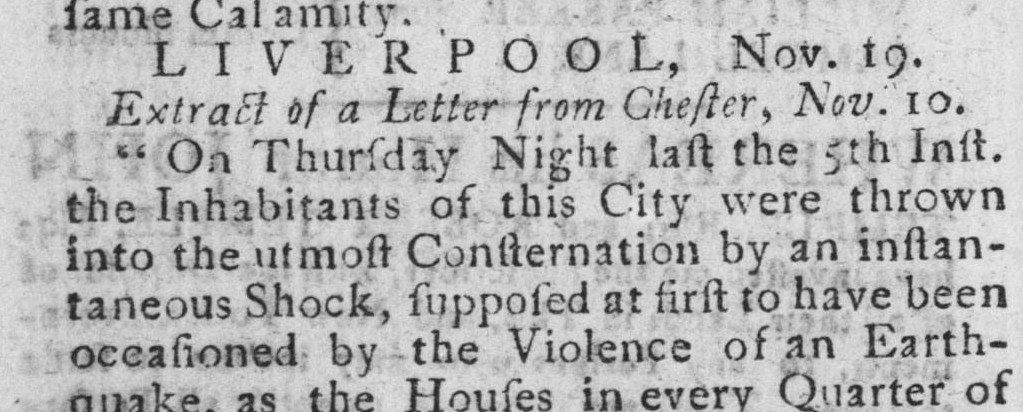 ſame Calamity.
LIVERPOOL, Nov. 19.
Extract of a Letter from Cheſter, Nov. 10.
“ On Thurſday Night laſt the 5th Inſt.
the Inhabitants of this City were thrown
into the utmoſt Conſternation by an inſtan-
taneous Shock, ſuppoſed at firſt to have been
occaſioned by the Violence of an Earth-
quake, as the Houſes in every Quarter of